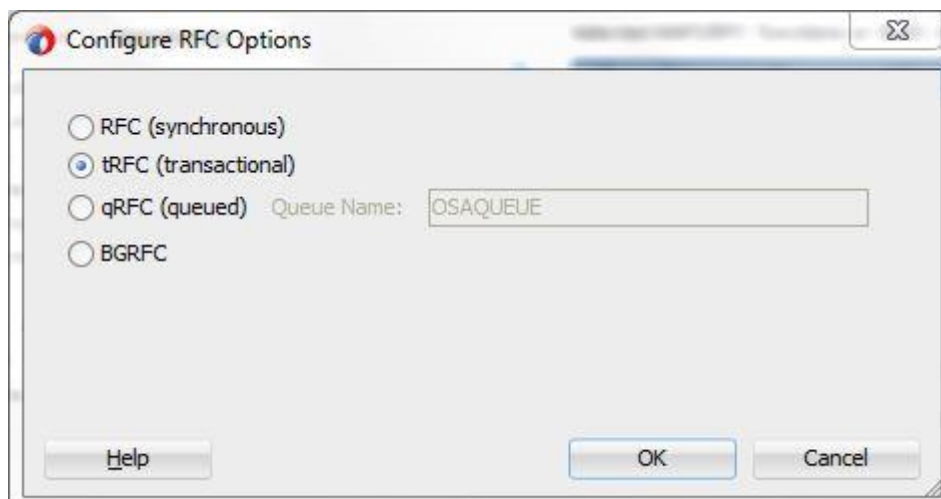 Configure RFC Options
RFC (synchronous)
tRFC (transactional)
qRFC (queued) Queue Name: OSAQUEUE
BGRFC
Help OK Cancel